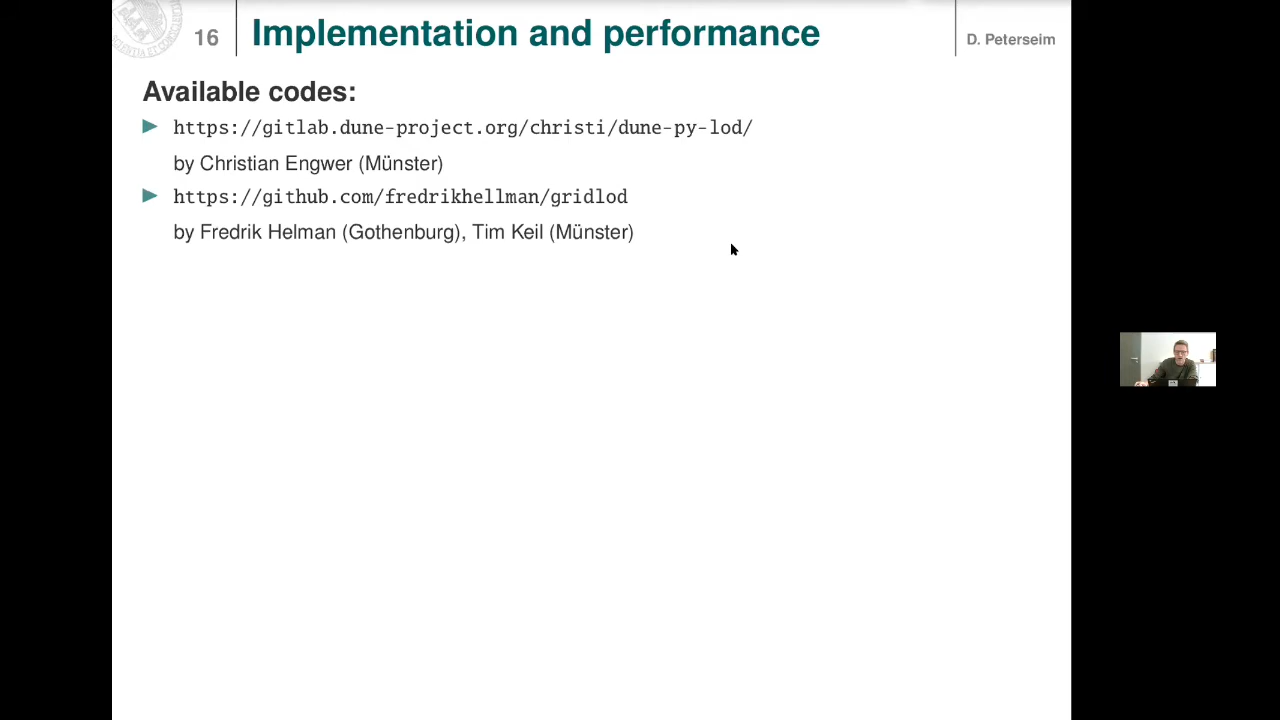 16
Implementation and performance
D. Peterseim
Available codes:
https://gitlab.dune-project.org/christi/dune-py-lod/
by Christian Engwer (Münster)
https://github.com/fredrikhellman/gridlod
by Fredrik Helman (Gothenburg), Tim Keil (Münster)